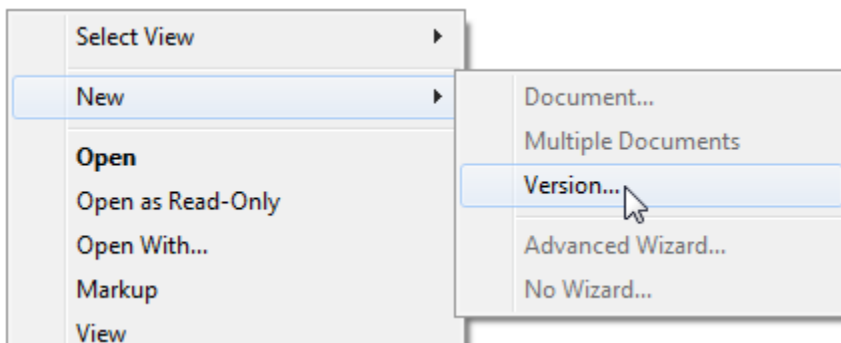 Select View
New
Open
Open as Read-Only
Open With...
Markup
View
Document...
Multiple Documents
Version...
Advanced Wizard...
No Wizard...